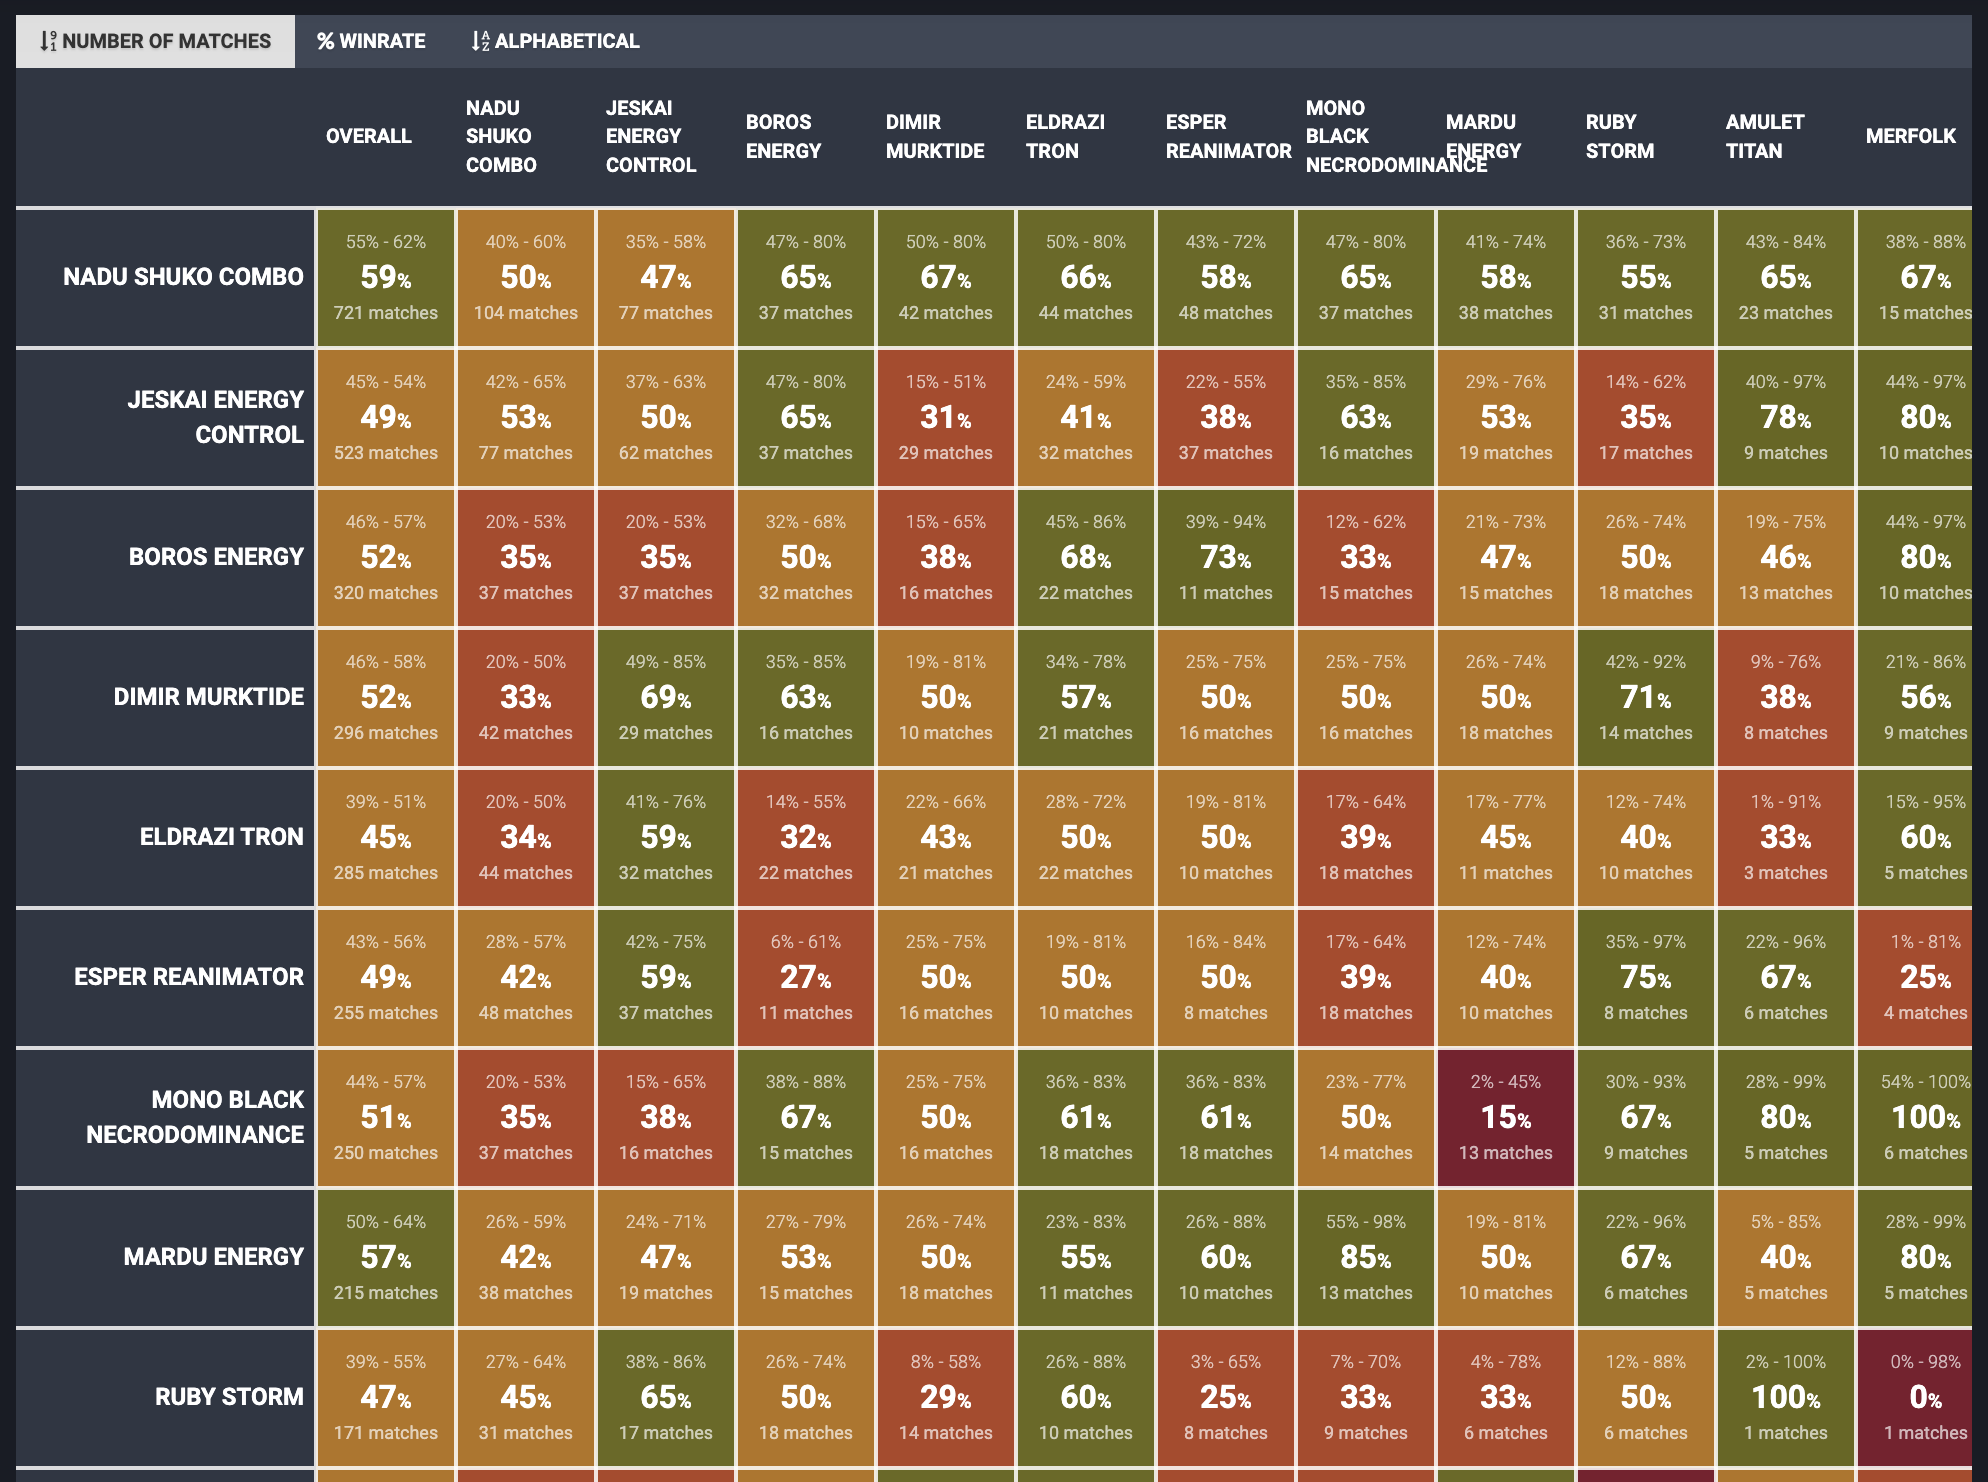 NUMBER OF MATCHES % WINRATE ALPHABETICAL
OVERALL
NADU
SHUKO
COMBO
JESKAI
ENERGY
CONTROL
BOROS
ENERGY
DIMIR
MURKTIDE
ELDRAZI
TRON
ESPER
REANIMATOR
MONO
BLACK
NECRODOMINANCE
MARDU
ENERGY
RUBY
STORM
AMULET
TITAN
MERFOLK
NADU SHUKO COMBO
55% - 62% 40% - 60% 35% - 58% 47% - 80% 50% - 80% 50% - 80% 43% - 72% 47% - 80% 41% - 74% 36% - 73% 43% - 84% 38% - 88%
59% 50% 47% 65% 67% 66% 58% 65% 58% 55% 65% 67%
721 matches 104 matches 77 matches 37 matches 42 matches 44 matches 48 matches 37 matches 38 matches 31 matches 23 matches 15 matches
JESKAI ENERGY
CONTROL
45% - 54% 42% - 65% 37% - 63% 47% - 80% 15% - 51% 24% - 59% 22% - 55% 35% - 85% 29% - 76% 14% - 62% 40% - 97% 44% - 97%
49% 53% 50% 65% 31% 41% 38% 63% 53% 35% 78% 80%
523 matches 77 matches 62 matches 37 matches 29 matches 32 matches 37 matches 16 matches 19 matches 17 matches 9 matches 10 matches
BOROS ENERGY
46% - 57% 20% - 53% 20% - 53% 32% - 68% 15% - 65% 45% - 86% 39% - 94% 12% - 62% 21% - 73% 26% - 74% 19% - 75% 44% - 97%
52% 35% 35% 50% 38% 68% 73% 33% 47% 50% 46% 80%
320 matches 37 matches 37 matches 32 matches 16 matches 22 matches 11 matches 15 matches 15 matches 18 matches 13 matches 10 matches
DIMIR MURKTIDE
46% - 58% 20% - 50% 49% - 85% 35% - 85% 19% - 81% 34% - 78% 25% - 75% 25% - 75% 26% - 74% 42% - 92% 9% - 76% 21% - 86%
52% 33% 69% 63% 50% 57% 50% 50% 50% 71% 38% 56%
296 matches 42 matches 29 matches 16 matches 10 matches 21 matches 16 matches 16 matches 18 matches 14 matches 8 matches 9 matches
ELDRAZI TRON
39% - 51% 20% - 50% 41% - 76% 14% - 55% 22% - 66% 28% - 72% 19% - 81% 17% - 64% 17% - 77% 12% - 74% 1% - 91% 15% - 95%
45% 34% 59% 32% 43% 50% 50% 39% 45% 40% 33% 60%
285 matches 44 matches 32 matches 22 matches 21 matches 22 matches 10 matches 18 matches 11 matches 10 matches 3 matches 5 matches
ESPER REANIMATOR
43% - 56% 28% - 57% 42% - 75% 6% - 61% 25% - 75% 19% - 81% 16% - 84% 17% - 64% 12% - 74% 35% - 97% 22% - 96% 1% - 81%
49% 42% 59% 27% 50% 50% 50% 39% 40% 75% 67% 25%
255 matches 48 matches 37 matches 11 matches 16 matches 10 matches 8 matches 18 matches 10 matches 8 matches 6 matches 4 matches
MONO BLACK
NECRODOMINANCE
44% - 57% 20% - 53% 15% - 65% 38% - 88% 25% - 75% 36% - 83% 36% - 83% 23% - 77% 2% - 45% 30% - 93% 28% - 99% 54% - 100%
51% 35% 38% 67% 50% 61% 61% 50% 15% 67% 80% 100%
250 matches 37 matches 16 matches 15 matches 16 matches 18 matches 18 matches 14 matches 13 matches 9 matches 5 matches 6 matches
MARDU ENERGY
50% - 64% 26% - 59% 24% - 71% 27% - 79% 26% - 74% 23% - 83% 26% - 88% 55% - 98% 19% - 81% 22% - 96% 5% - 85% 28% - 99%
57% 42% 47% 53% 50% 55% 60% 85% 50% 67% 40% 80%
215 matches 38 matches 19 matches 15 matches 18 matches 11 matches 10 matches 13 matches 10 matches 6 matches 5 matches 5 matches
RUBY STORM
39% - 55% 27% - 64% 38% - 86% 26% - 74% 8% - 58% 26% - 88% 3% - 65% 7% - 70% 4% - 78% 12% - 88% 2% - 100% 0% - 98%
47% 45% 65% 50% 29% 60% 25% 33% 33% 50% 100% 0%
171 matches 31 matches 17 matches 18 matches 14 matches 10 matches 8 matches 9 matches 6 matches 6 matches 1 matches 1 matches